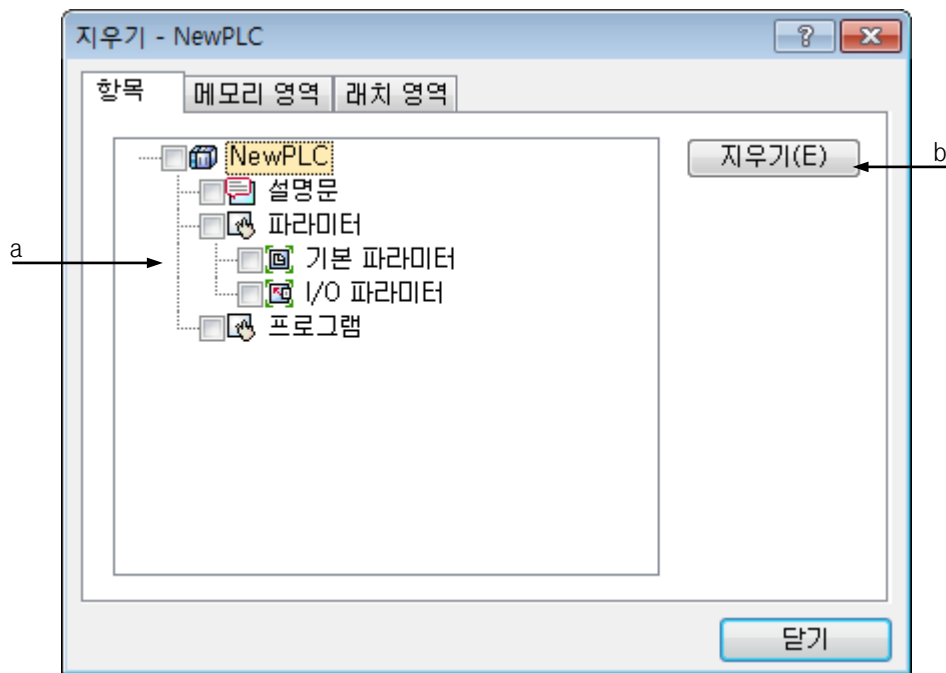 지우기 - NewPLC
항목 메모리 영역 래치 영역
NewPLC 지우기(E) b
설명문
파라미터
a 기본 파라미터
I/O 파라미터
프로그램
닫기